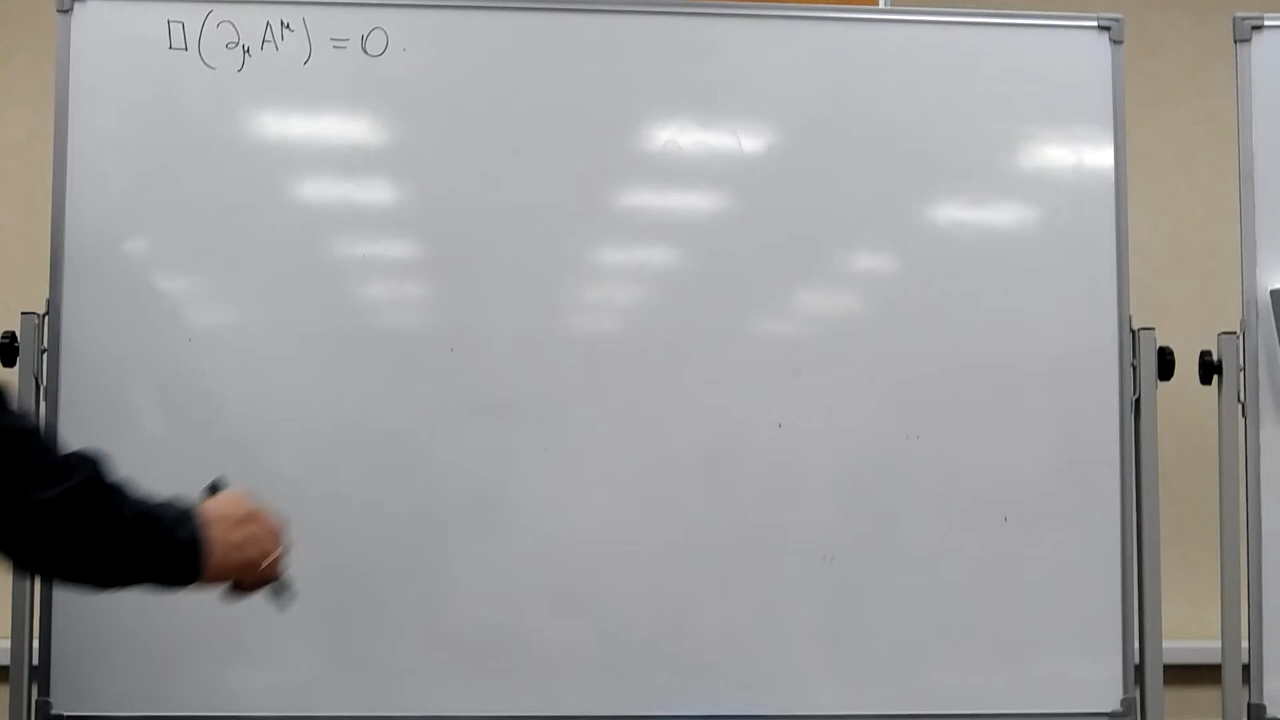 □(∂_μ A^μ) = 0.